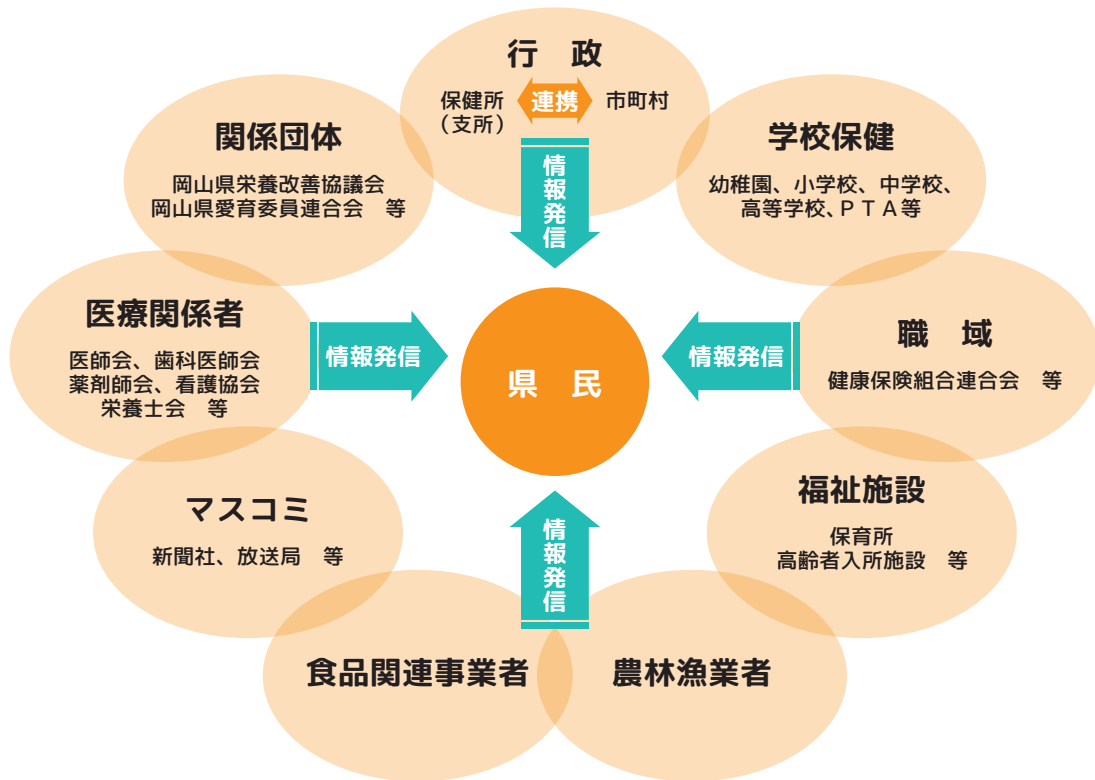 行　政
保健所
（支所）
連携
市町村
情報発信
学校保健
幼稚園、小学校、中学校、
高等学校、ＰＴＡ等
職　域
健康保険組合連合会　等
情報発信
福祉施設
保育所
高齢者入所施設　等
農林漁業者
食品関連事業者
情報発信
マスコミ
新聞社、放送局　等
医療関係者
医師会、歯科医師会
薬剤師会、看護協会
栄養士会　等
情報発信
関係団体
岡山県栄養改善協議会
岡山県愛育委員連合会　等
県　民